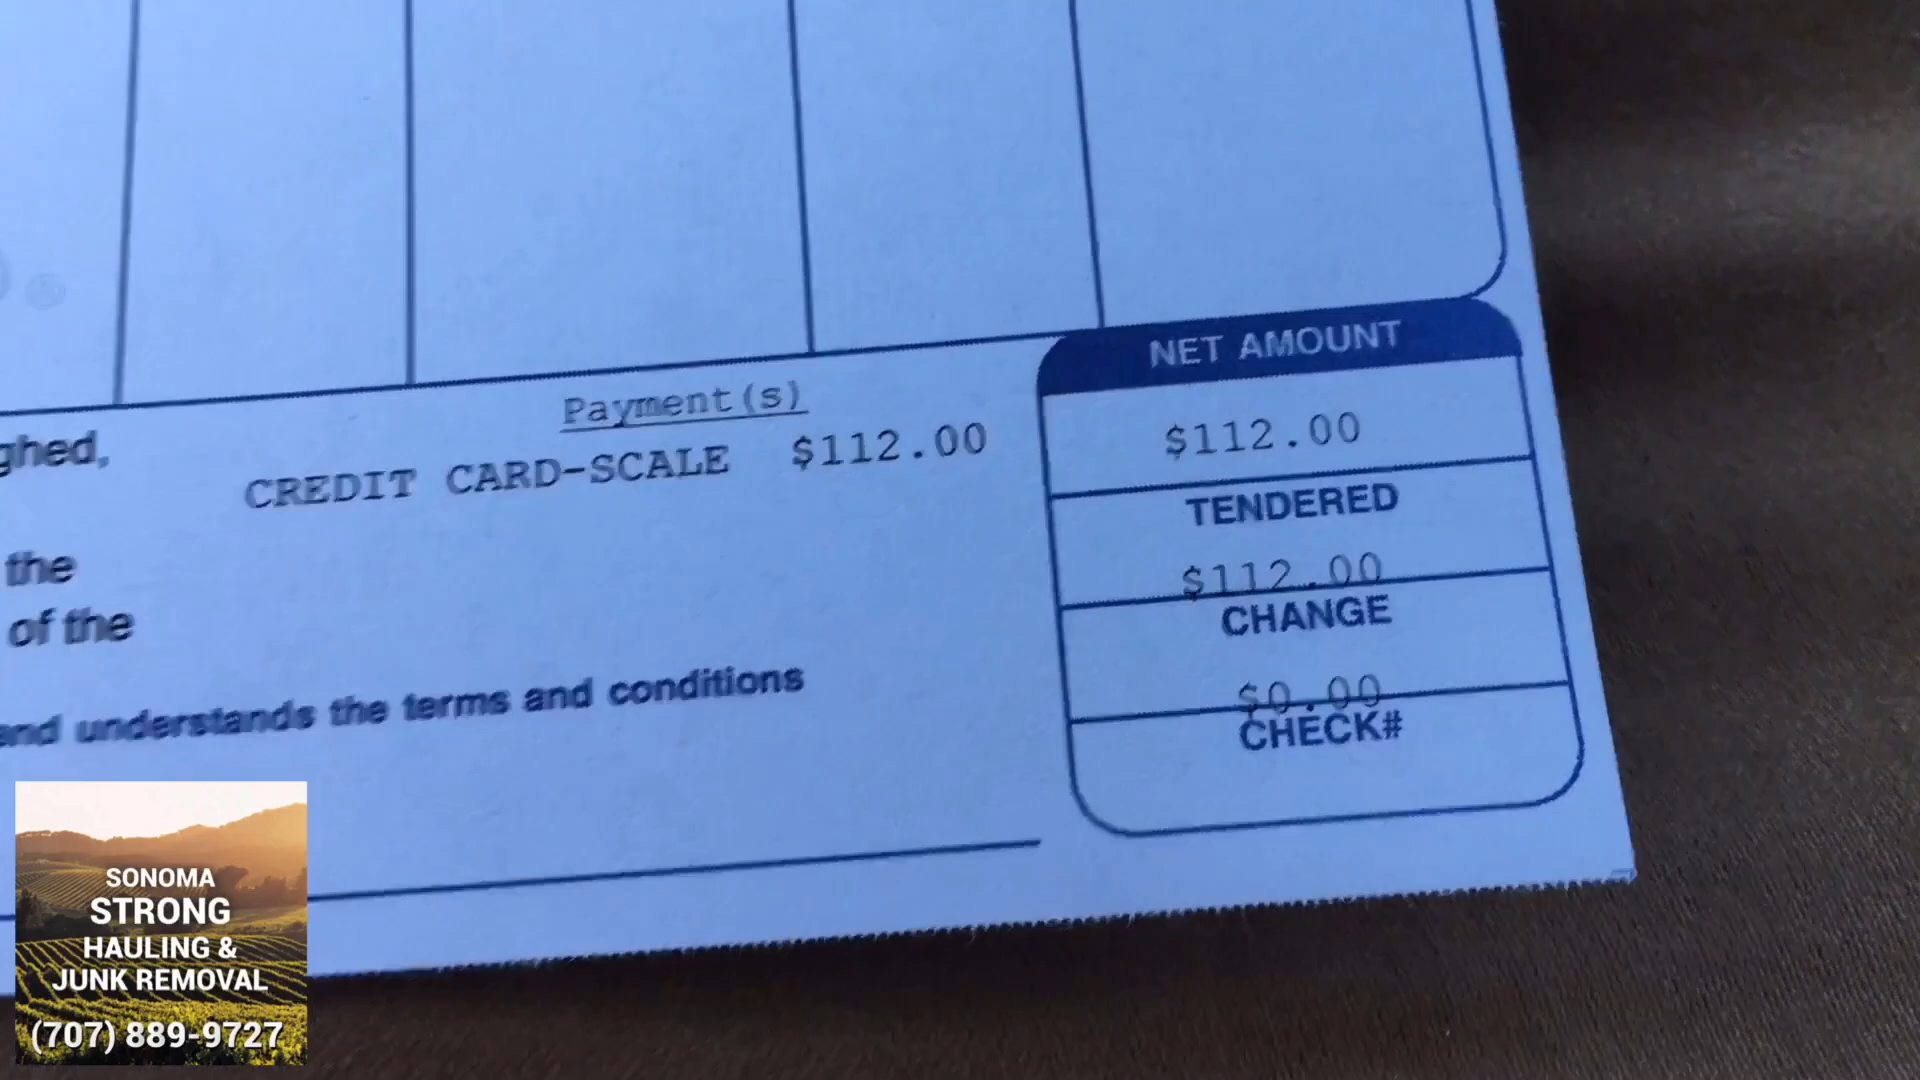 NET AMOUNT
Payment(s)
$112.00
CREDIT CARD-SCALE $112.00
ghed,
TENDERED
the
$112.00
CHANGE
of the
and understands the terms and conditions
$0.00
CHECK#
SONOMA
STRONG
HAULING &
JUNK REMOVAL
(707) 889-9727